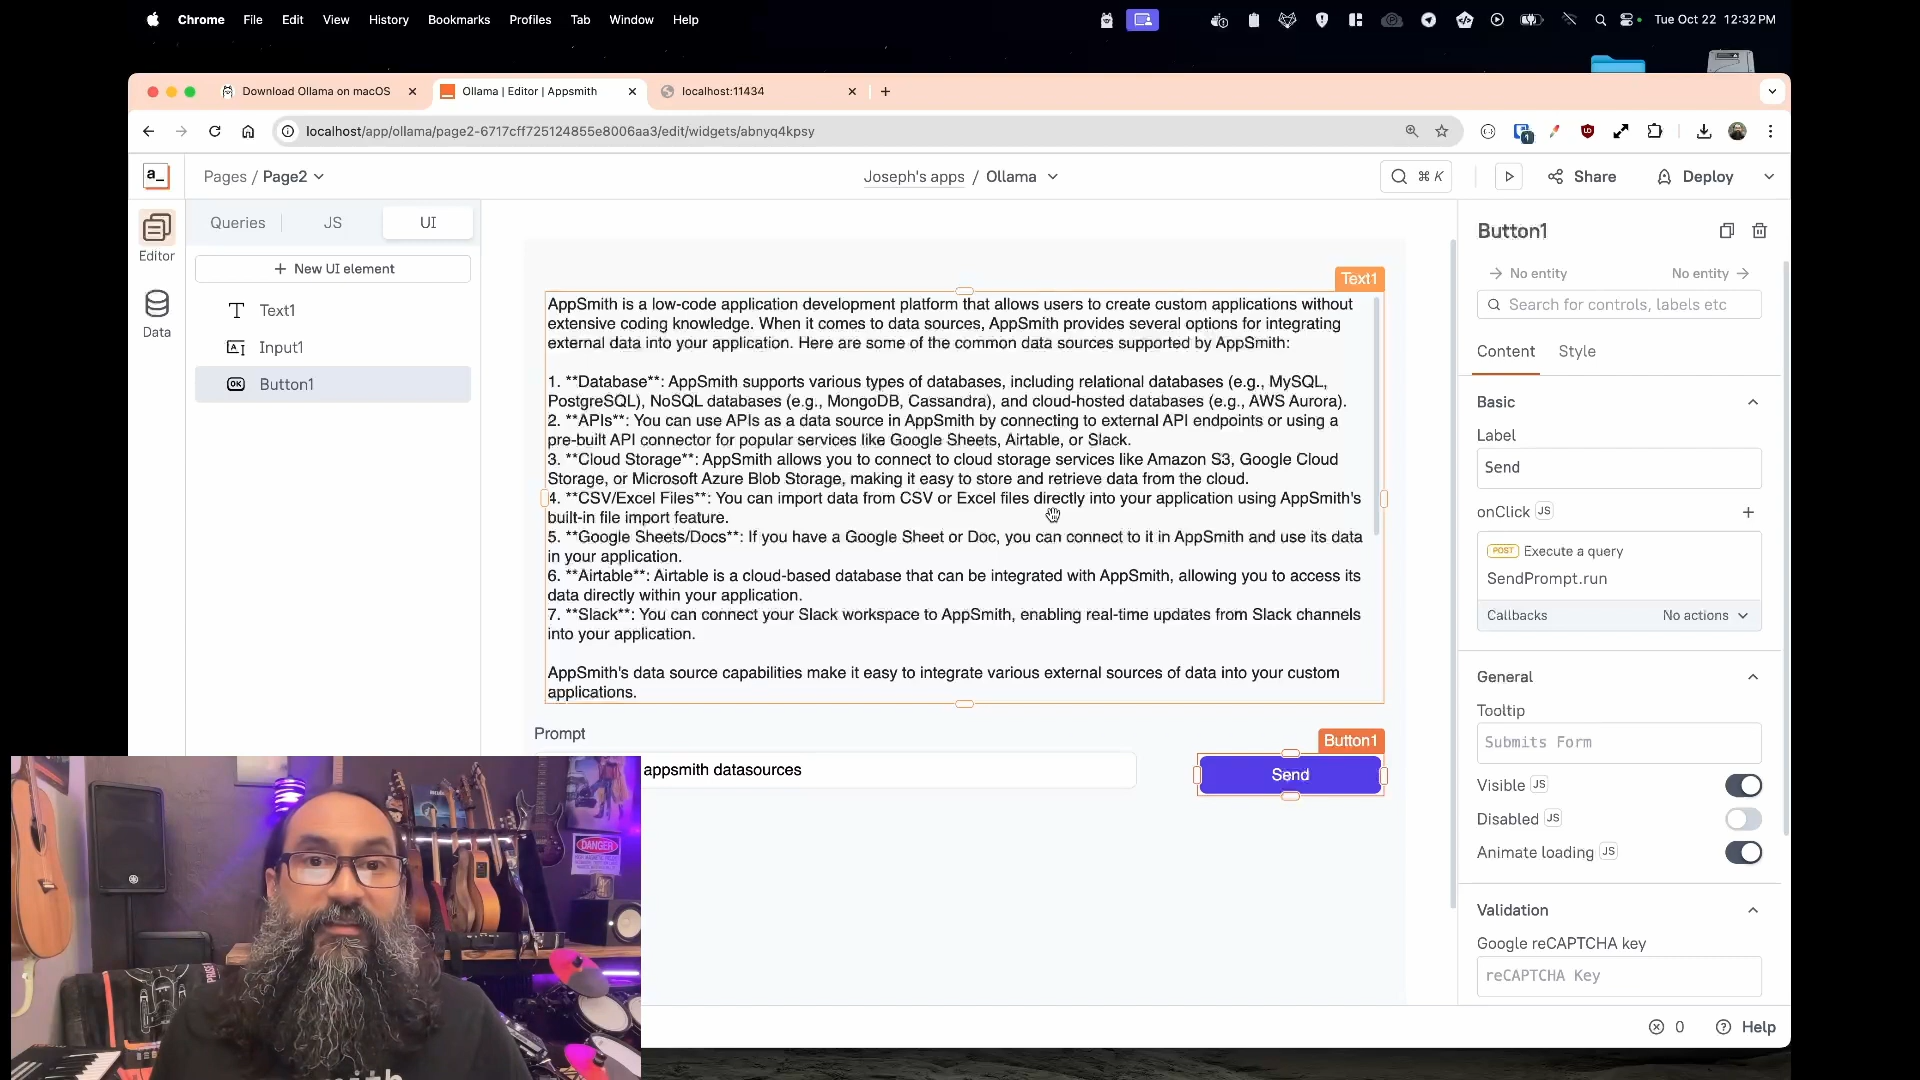 Chrome File Edit View History Bookmarks Profiles Tab Window Help Tue Oct 22 12:32 PM
Download Ollama on macOS Ollama | Editor | Appsmith localhost:11434
localhost/app/ollama/page2-6717cff725124855e8006aa3/edit/widgets/abnyq4kpsy
a_ Pages / Page2 Joseph's apps / Ollama ⌘ K Share Deploy
Editor
Data
Queries JS UI
+ New UI element
Text1
Input1
OK Button1
Text1
AppSmith is a low-code application development platform that allows users to create custom applications without
extensive coding knowledge. When it comes to data sources, AppSmith provides several options for integrating
external data into your application. Here are some of the common data sources supported by AppSmith:
1. **Database**: AppSmith supports various types of databases, including relational databases (e.g., MySQL,
PostgreSQL), NoSQL databases (e.g., MongoDB, Cassandra), and cloud-hosted databases (e.g., AWS Aurora).
2. **APIs**: You can use APIs as a data source in AppSmith by connecting to external API endpoints or using a
pre-built API connector for popular services like Google Sheets, Airtable, or Slack.
3. **Cloud Storage**: AppSmith allows you to connect to cloud storage services like Amazon S3, Google Cloud
Storage, or Microsoft Azure Blob Storage, making it easy to store and retrieve data from the cloud.
4. **CSV/Excel Files**: You can import data from CSV or Excel files directly into your application using AppSmith's
built-in file import feature.
5. **Google Sheets/Docs**: If you have a Google Sheet or Doc, you can connect to it in AppSmith and use its data
in your application.
6. **Airtable**: Airtable is a cloud-based database that can be integrated with AppSmith, allowing you to access its
data directly within your application.
7. **Slack**: You can connect your Slack workspace to AppSmith, enabling real-time updates from Slack channels
into your application.
AppSmith's data source capabilities make it easy to integrate various external sources of data into your custom
applications.
Prompt
appsmith datasources
Button1
Send
Button1
No entity No entity
Search for controls, labels etc
Content Style
Basic
Label
Send
onClick JS +
POST Execute a query
SendPrompt.run
Callbacks No actions
General
Tooltip
Submits Form
Visible JS
Disabled JS
Animate loading JS
Validation
Google reCAPTCHA key
reCAPTCHA Key
0 Help
DANGER